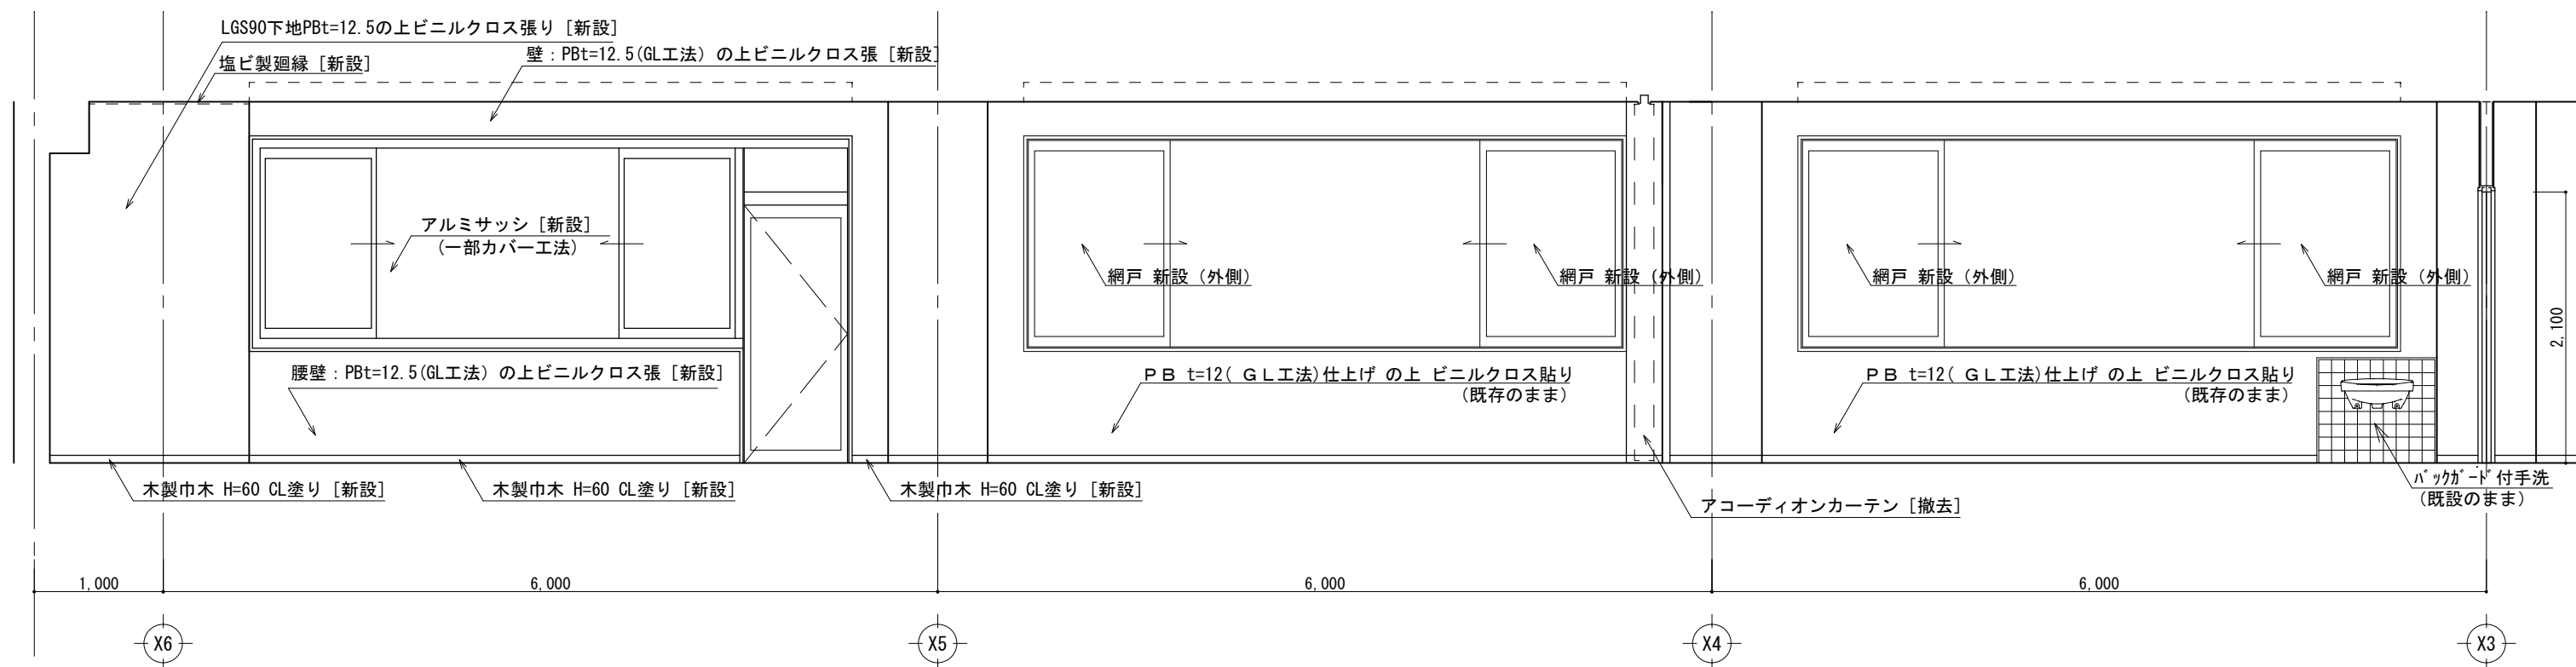 LGS90下地PBt=12.5の上ビニルクロス張り［新設］
壁：PBt=12.5(GL工法）の上ビニルクロス張［新設］
塩ビ製廻縁［新設］
アルミサッシ［新設］
（一部カバー工法）
網戸 新設（外側）
網戸 新設（外側）
網戸 新設（外側）
網戸 新設（外側）
2,100
腰壁：PBt=12.5(GL工法）の上ビニルクロス張［新設］
ＰＢ t=12( ＧＬ工法)仕上げ の上 ビニルクロス貼り
（既存のまま）
ＰＢ t=12( ＧＬ工法)仕上げ の上 ビニルクロス貼り
（既存のまま）
木製巾木 H=60 CL塗り［新設］
木製巾木 H=60 CL塗り［新設］
木製巾木 H=60 CL塗り［新設］
アコーディオンカーテン［撤去］
ﾊﾞｯｸｶﾞｰﾄﾞ付手洗
（既設のまま）
1,000
6,000
6,000
6,000
X6
X5
X4
X3